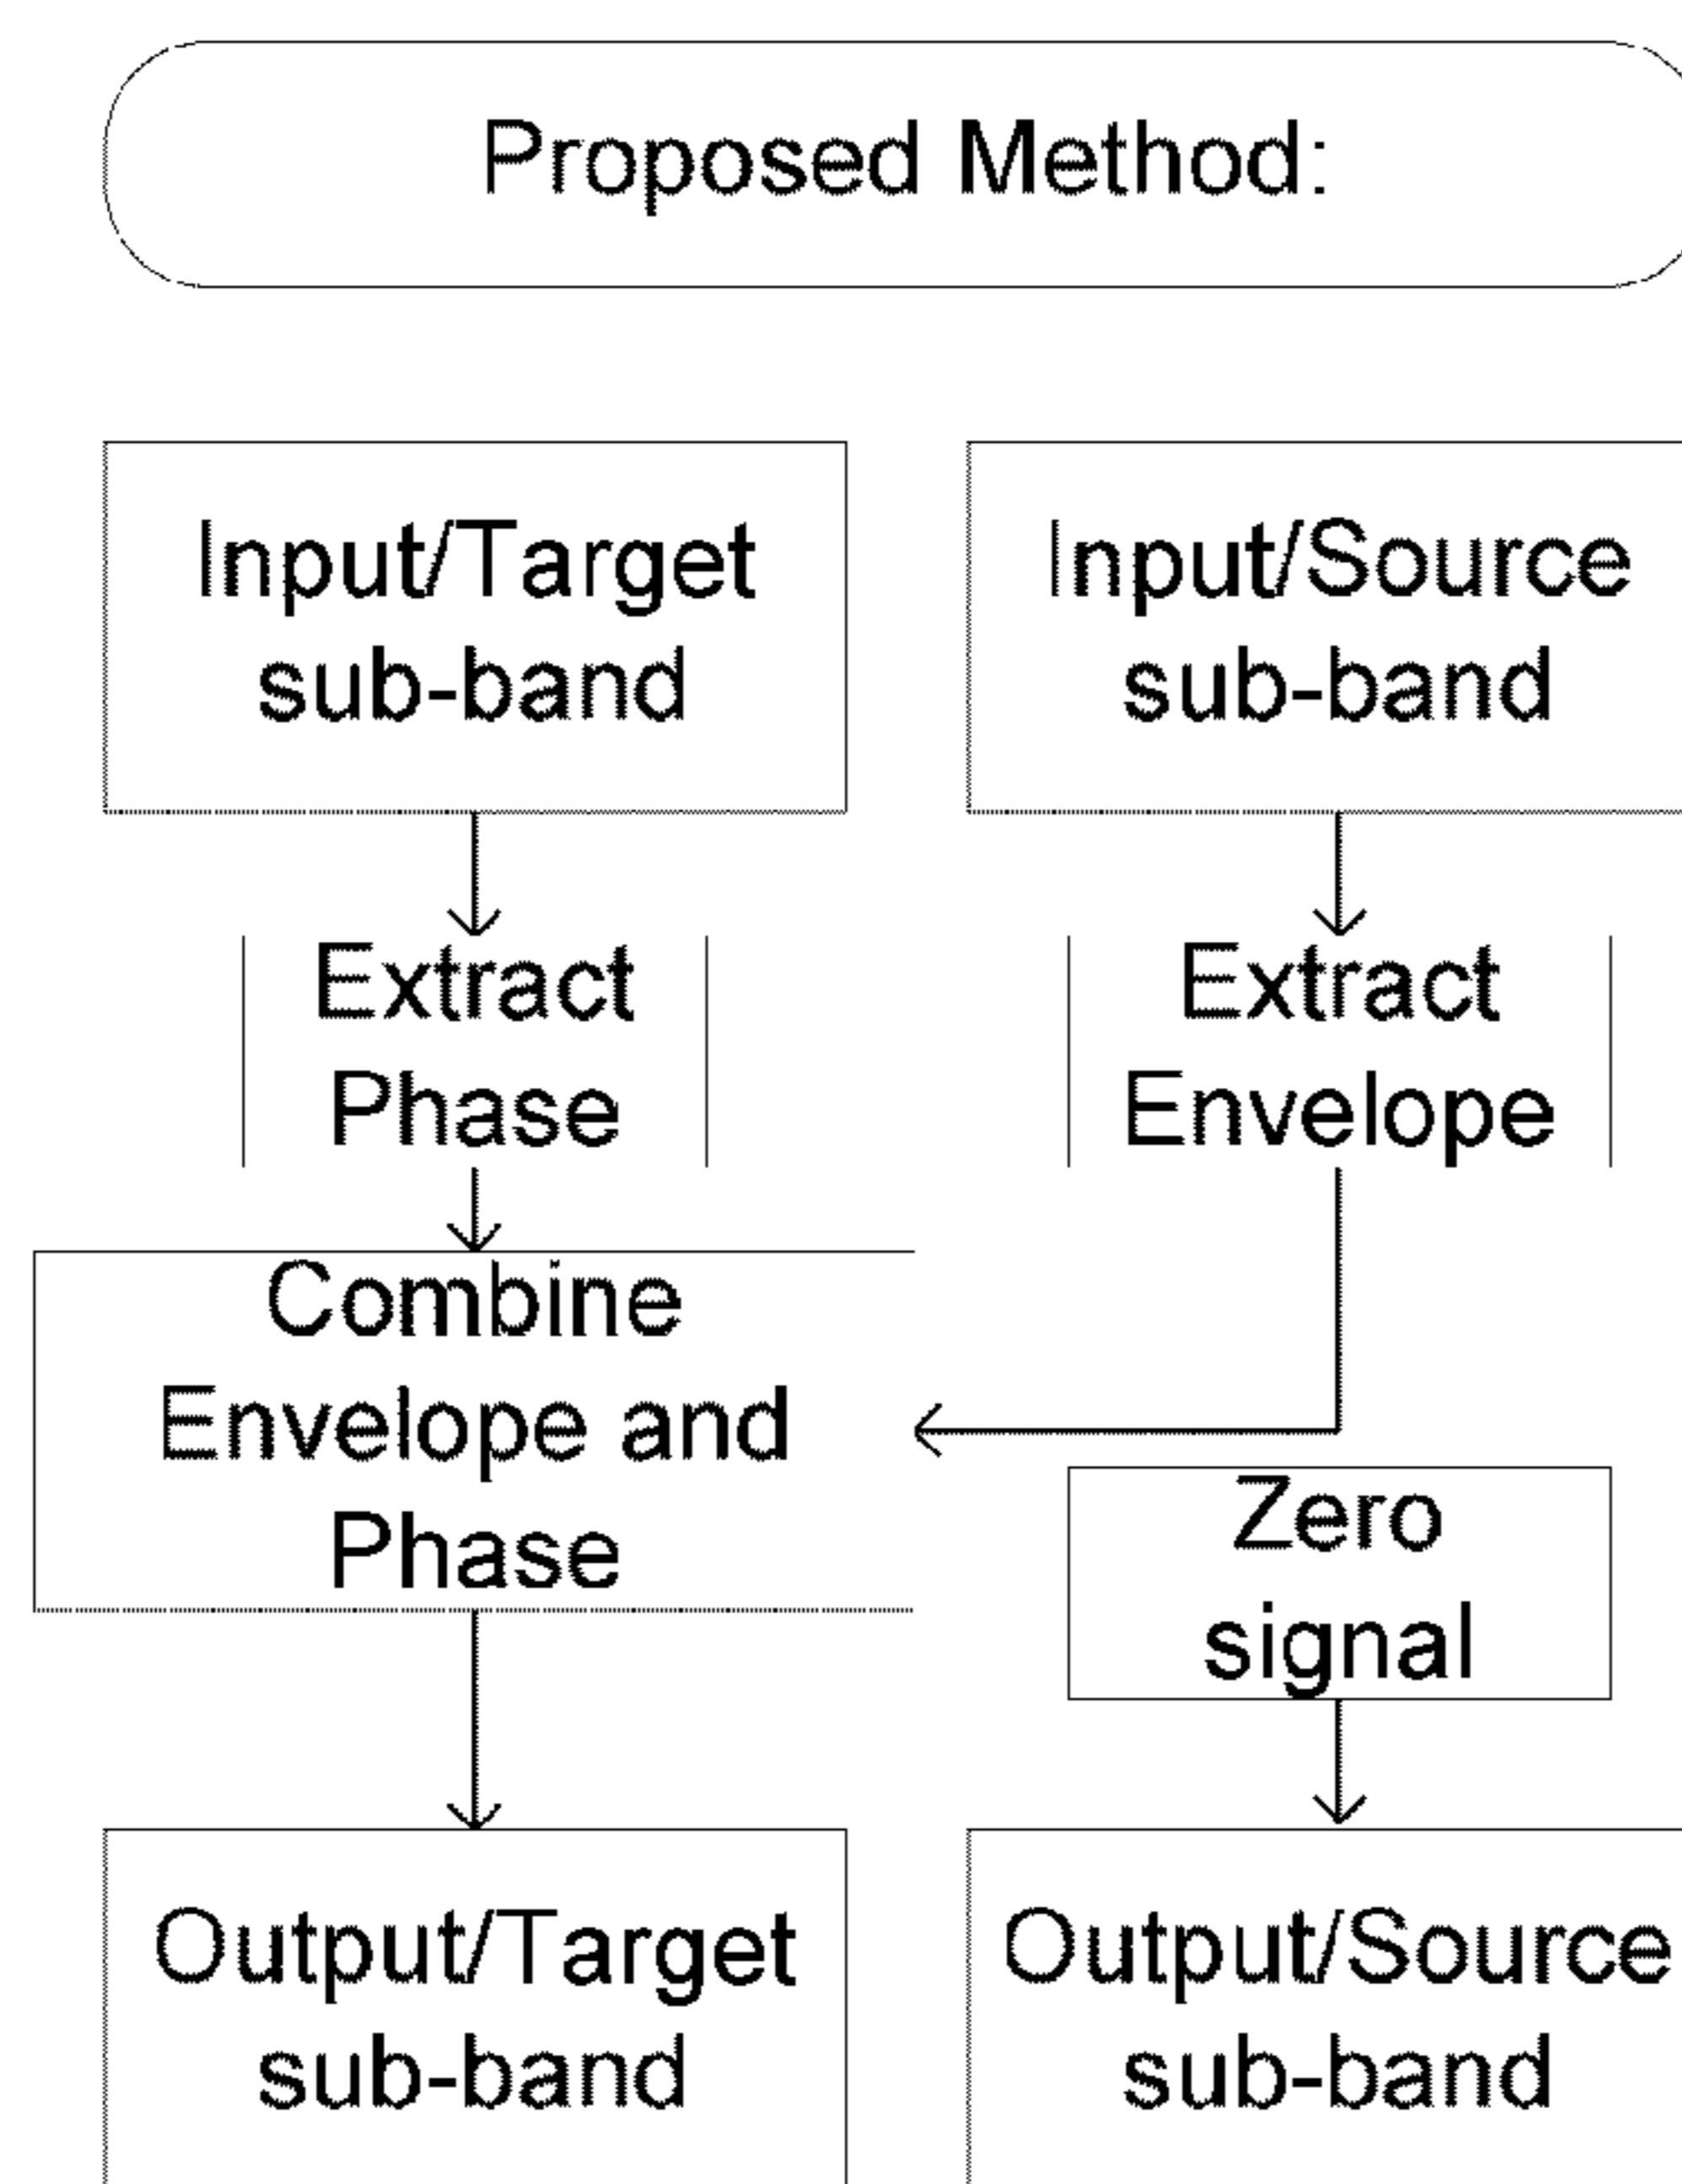 Proposed Method:
Input/Target
sub-band
Input/Source
sub-band
Extract
Phase
Extract
Envelope
Combine
Envelope and
Phase
Zero
signal
Output/Target
sub-band
Output/Source
sub-band